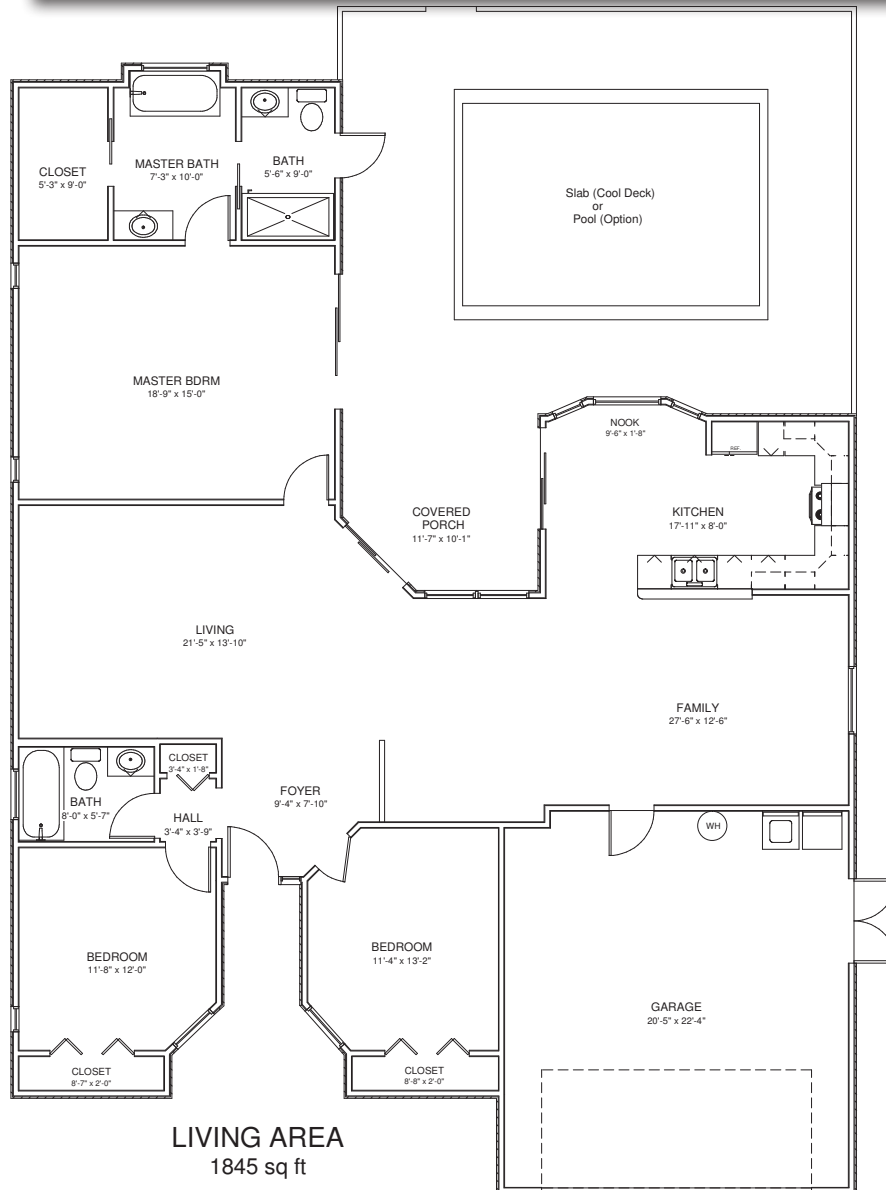 CLOSET
5'-3" x 9'-0"
MASTER BATH
7'-3" x 10'-0"
BATH
5'-6" x 9'-0"
Slab (Cool Deck)
or
Pool (Option)
MASTER BDRM
18'-9" x 15'-0"
NOOK
9'-6" x 1'-8"
REF.
COVERED
PORCH
11'-7" x 10'-1"
KITCHEN
17'-11" x 8'-0"
LIVING
21'-5" x 13'-10"
FAMILY
27'-6" x 12'-6"
CLOSET
3'-4" x 1'-8"
BATH
8'-0" x 5'-7"
HALL
3'-4" x 3'-9"
FOYER
9'-4" x 7'-10"
WH
BEDROOM
11'-8" x 12'-0"
BEDROOM
11'-4" x 13'-2"
GARAGE
20'-5" x 22'-4"
CLOSET
8'-7" x 2'-0"
CLOSET
8'-8" x 2'-0"
LIVING AREA
1845 sq ft